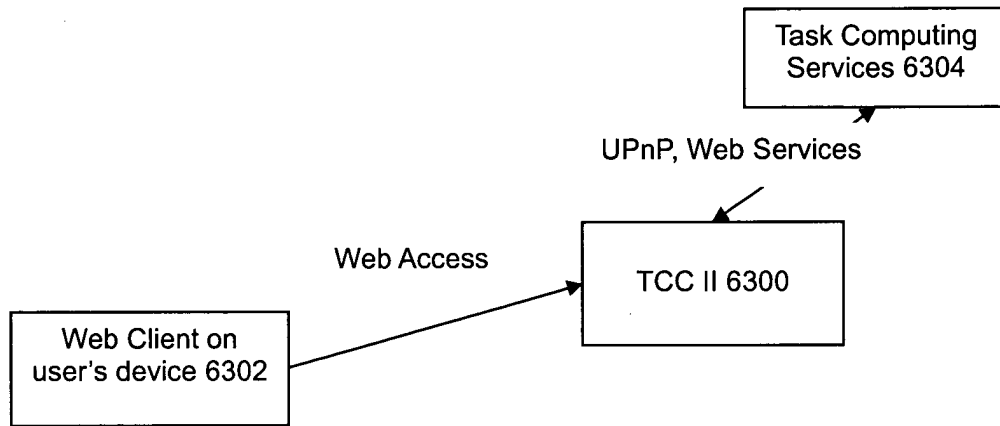 Task Computing
Services 6304
UPnP, Web Services
Web Access
TCC II 6300
Web Client on
user's device 6302